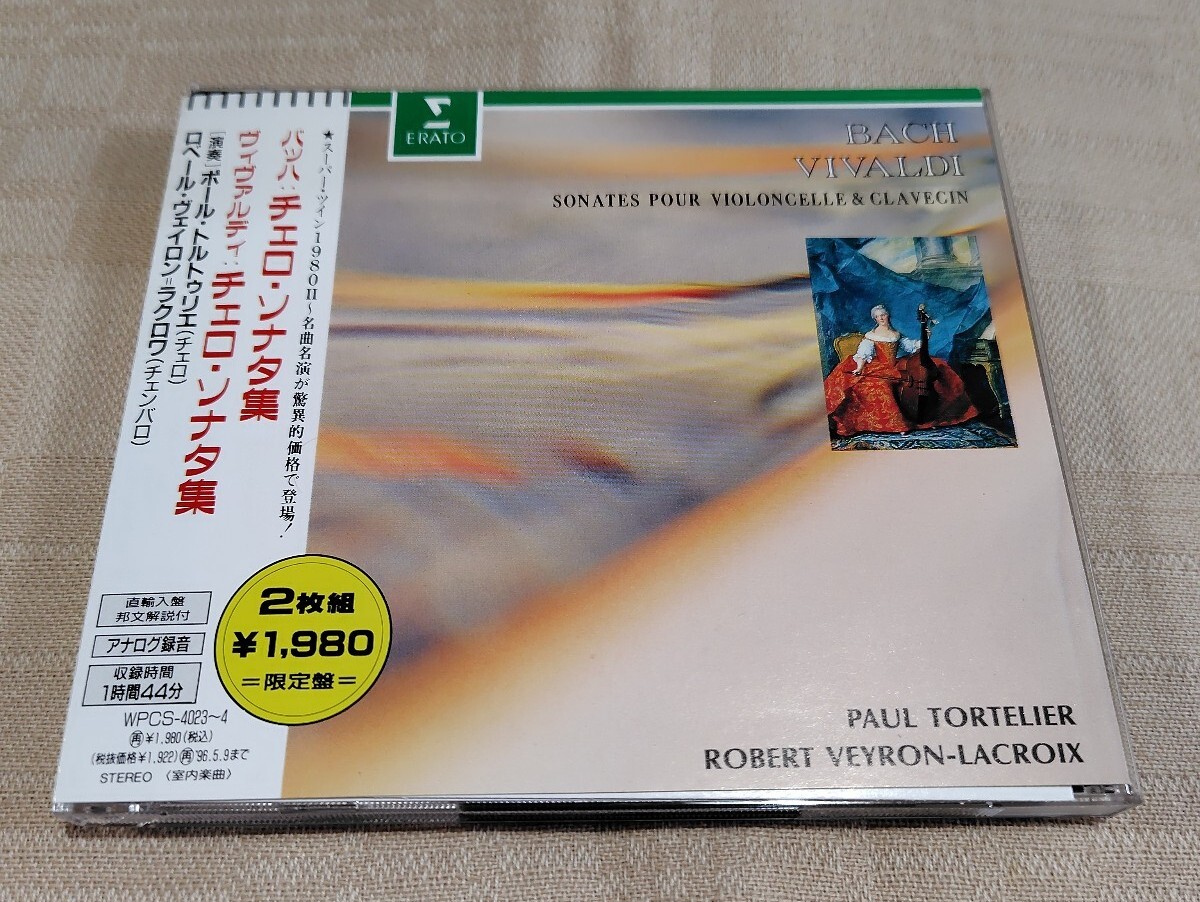 ★スーパー・ツイン1980II～名曲名演が驚異的価格で登場！
バッハ：チェロ・ソナタ集
ヴィヴァルディ：チェロ・ソナタ集
［演奏］ポール・トルトゥリエ（チェロ）
ロベール・ヴェイロン＝ラクロワ（チェンバロ）
直輸入盤
邦文解説付
アナログ録音
収録時間
1時間44分
WPCS-4023～4
再¥1,980（税込）
（税抜価格¥1,922）再'96.5.9まで
STEREO 〈室内楽曲〉
2枚組
¥1,980
＝限定盤＝
ERATO
BACH
VIVALDI
SONATES POUR VIOLONCELLE & CLAVECIN
PAUL TORTELIER
ROBERT VEYRON-LACROIX